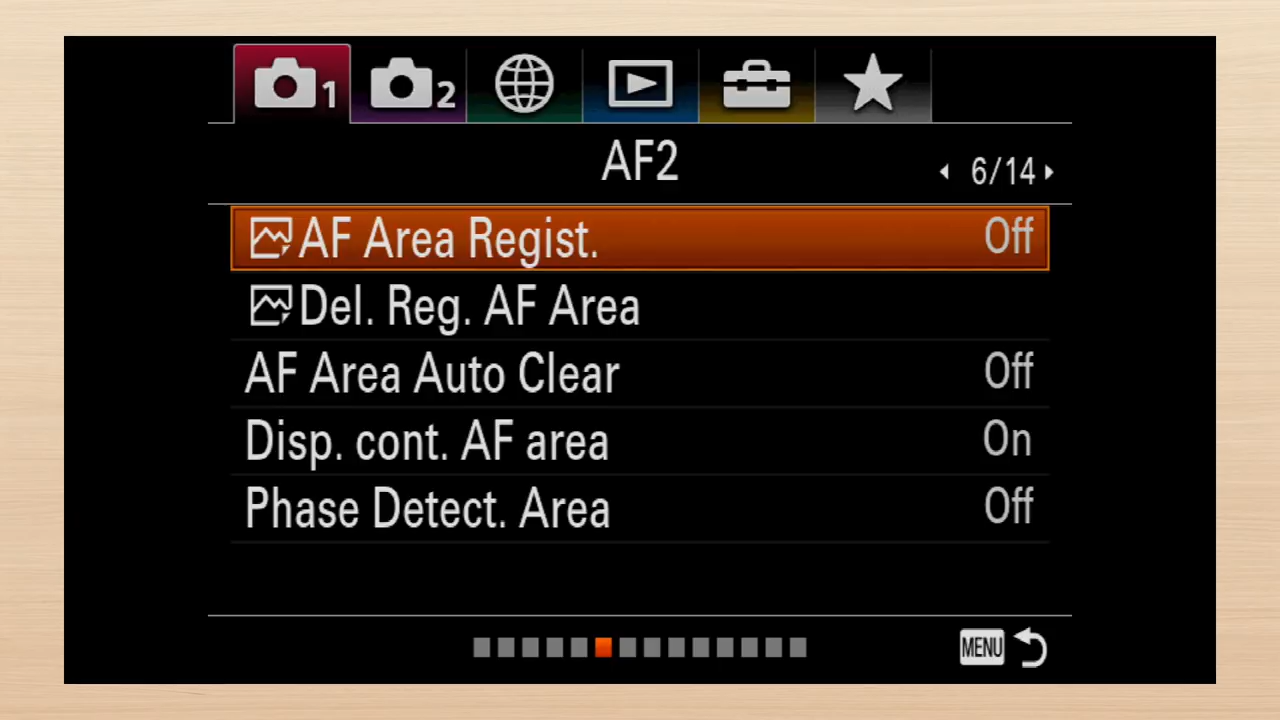 1 2
AF2
6/14
AF Area Regist. Off
Del. Reg. AF Area
AF Area Auto Clear Off
Disp. cont. AF area On
Phase Detect. Area Off
MENU